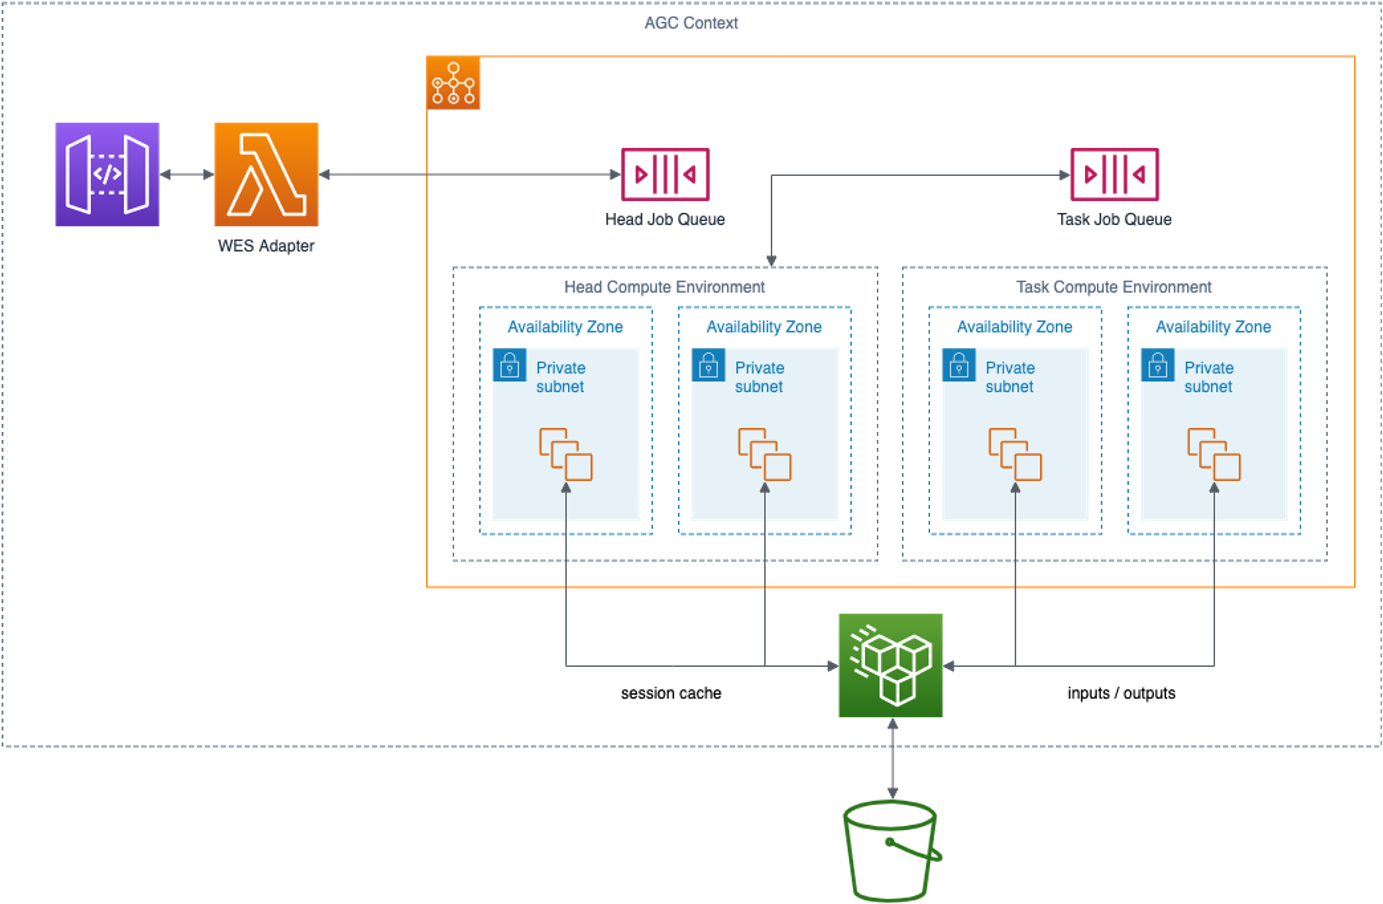 AGC Context
</>
WES Adapter
Head Job Queue
Task Job Queue
Head Compute Environment
Task Compute Environment
Availability Zone
Availability Zone
Availability Zone
Availability Zone
Private
subnet
Private
subnet
Private
subnet
Private
subnet
session cache
inputs / outputs